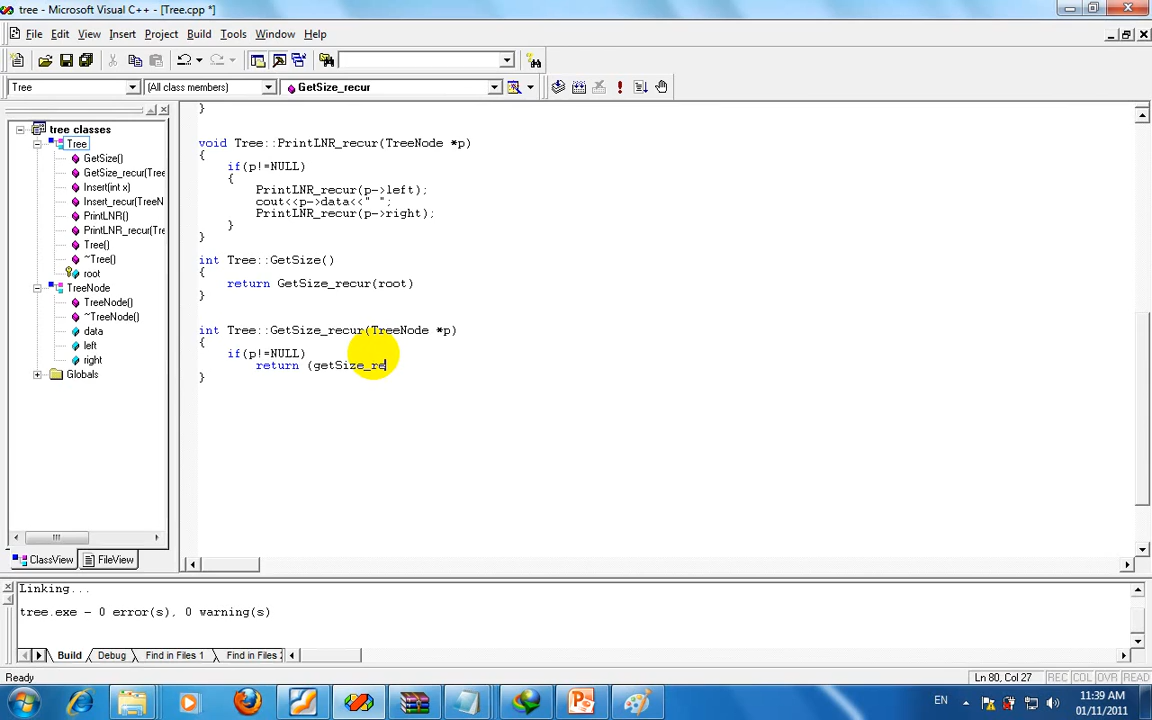 tree - Microsoft Visual C++ - [Tree.cpp *]
File Edit View Insert Project Build Tools Window Help
Tree (All class members) GetSize_recur
tree classes
Tree
GetSize()
GetSize_recur(Tree
Insert(int x)
Insert_recur(TreeN
PrintLNR()
PrintLNR_recur(Tre
Tree()
~Tree()
root
TreeNode
TreeNode()
~TreeNode()
data
left
right
Globals
ClassView FileView
}
void Tree::PrintLNR_recur(TreeNode *p)
{
if(p!=NULL)
{
PrintLNR_recur(p->left);
cout<<p->data<<" ";
PrintLNR_recur(p->right);
}
}
int Tree::GetSize()
{
return GetSize_recur(root)
}
int Tree::GetSize_recur(TreeNode *p)
{
if(p!=NULL)
return (getSize_re
}
Linking...
tree.exe - 0 error(s), 0 warning(s)
Build Debug Find in Files 1 Find in Files
Ready Ln 80, Col 27 REC COL OVR READ
EN 11:39 AM
01/11/2011